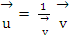 u⃗ = 1/v⃗ v⃗